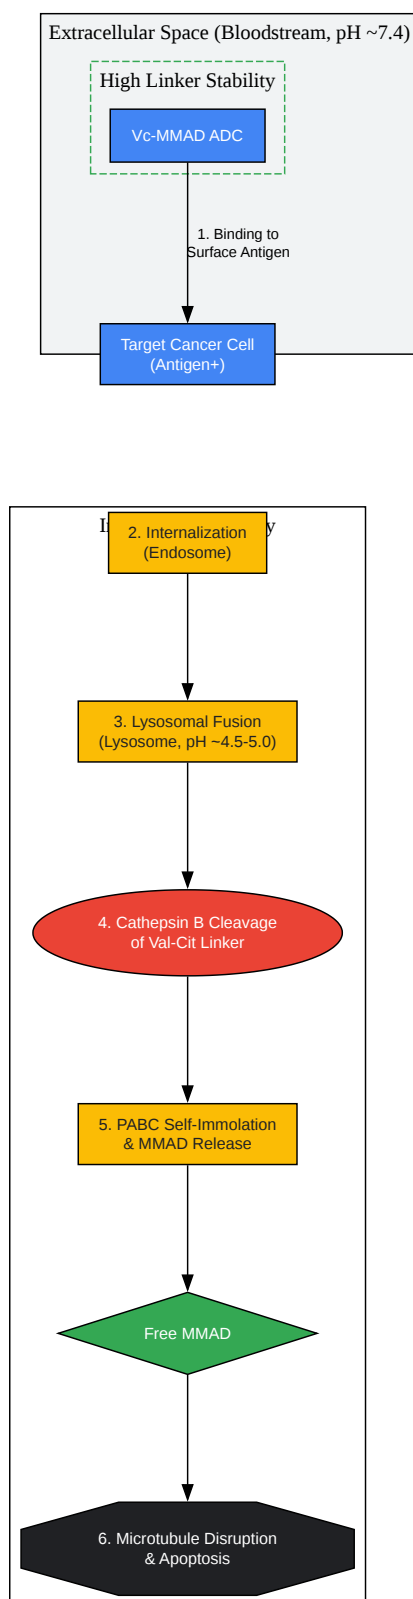 Extracellular Space (Bloodstream, pH ~7.4)
High Linker Stability
Vc-MMAD ADC
1. Binding to
Surface Antigen
Target Cancer Cell
(Antigen+)
2. Internalization
(Endosome)
3. Lysosomal Fusion
(Lysosome, pH ~4.5-5.0)
4. Cathepsin B Cleavage
of Val-Cit Linker
5. PABC Self-Immolation
& MMAD Release
Free MMAD
6. Microtubule Disruption
& Apoptosis